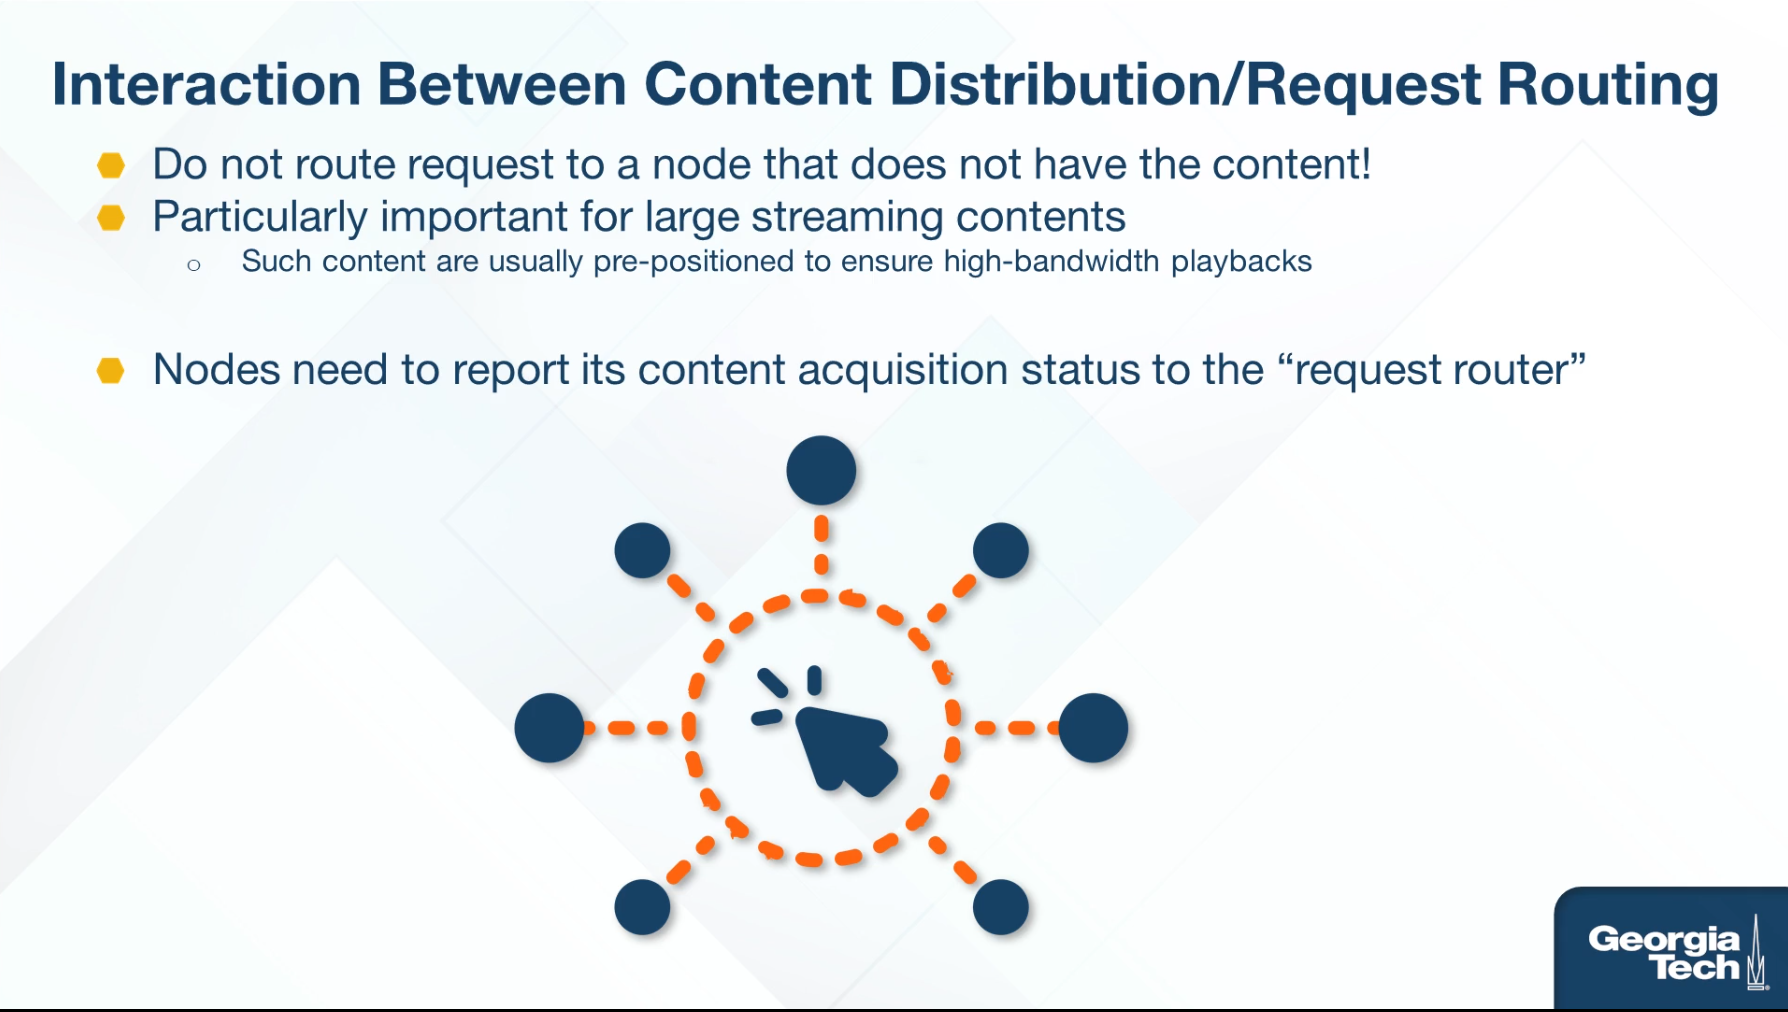 Interaction Between Content Distribution/Request Routing
Do not route request to a node that does not have the content!
Particularly important for large streaming contents
Such content are usually pre-positioned to ensure high-bandwidth playbacks
Nodes need to report its content acquisition status to the “request router”
Georgia
Tech